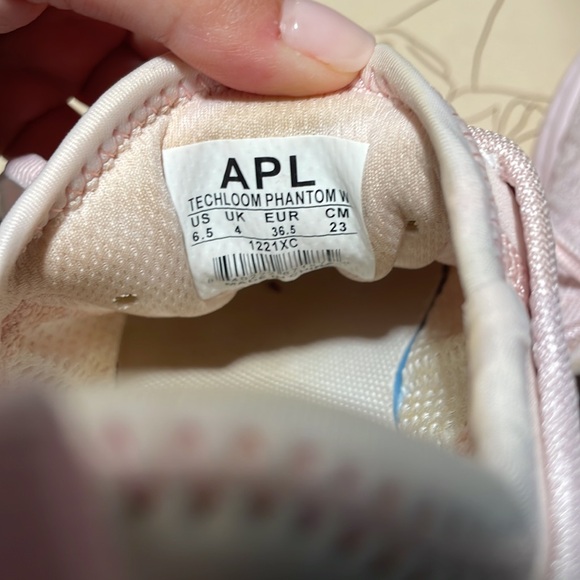 APL
TECHLOOM PHANTOM W
US UK EUR CM
6.5 4 36.5 23
1221XC